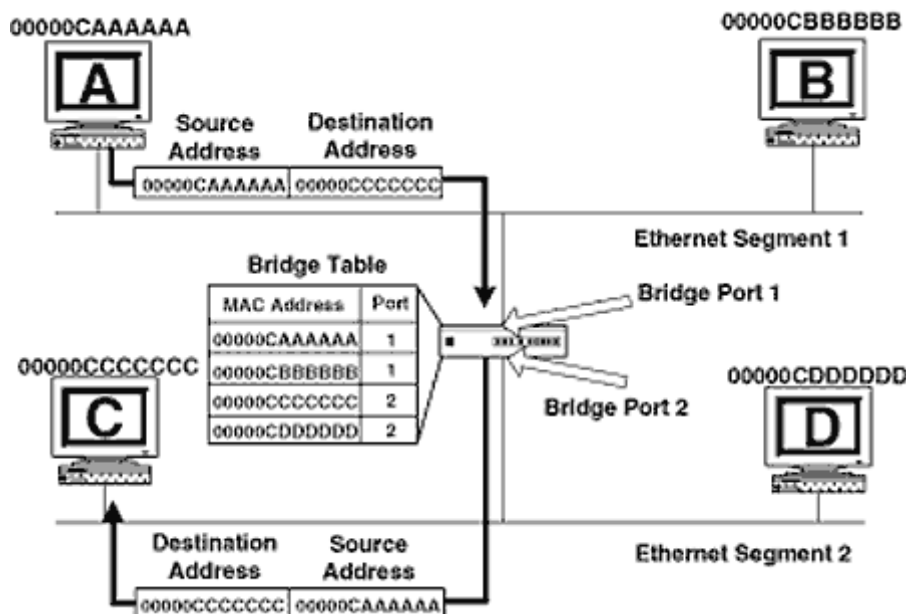 00000CAAAAAA
00000CBBBBBB
A
B
Source Address
Destination Address
00000CAAAAAA 00000CCCCCCC
Ethernet Segment 1
Bridge Table
MAC Address Port
00000CAAAAAA 1
00000CBBBBBB 1
00000CCCCCCC 2
00000CDDDDDD 2
Bridge Port 1
Bridge Port 2
00000CCCCCCC
00000CDDDDDD
C
D
Ethernet Segment 2
Destination Address
Source Address
00000CCCCCCC 00000CAAAAAA